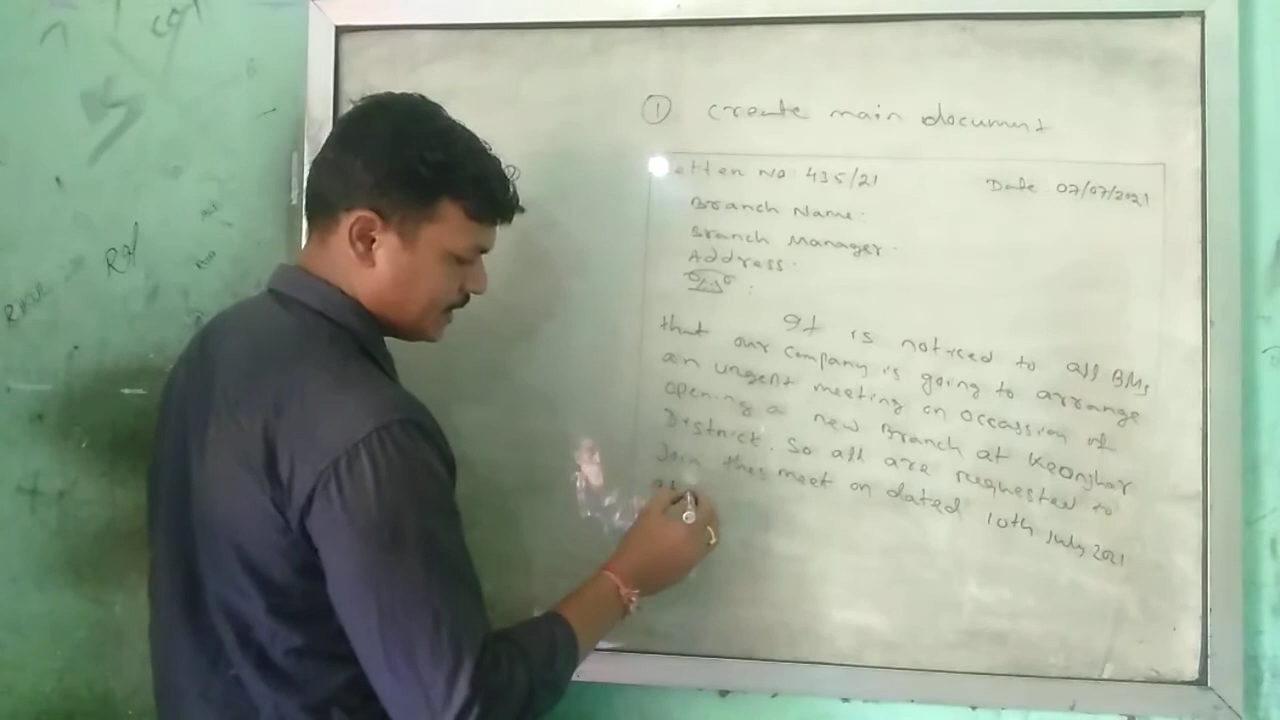 ① create main document
Letter No: 435/21 Date 07/07/2021
Branch Name:
Branch Manager.
Address:
It is noticed to all BMs
that our company is going to arrange
an urgent meeting on occassion of
opening a new Branch at Keonjhar
District. So all are requested to
Join this meet on dated 10th July 2021